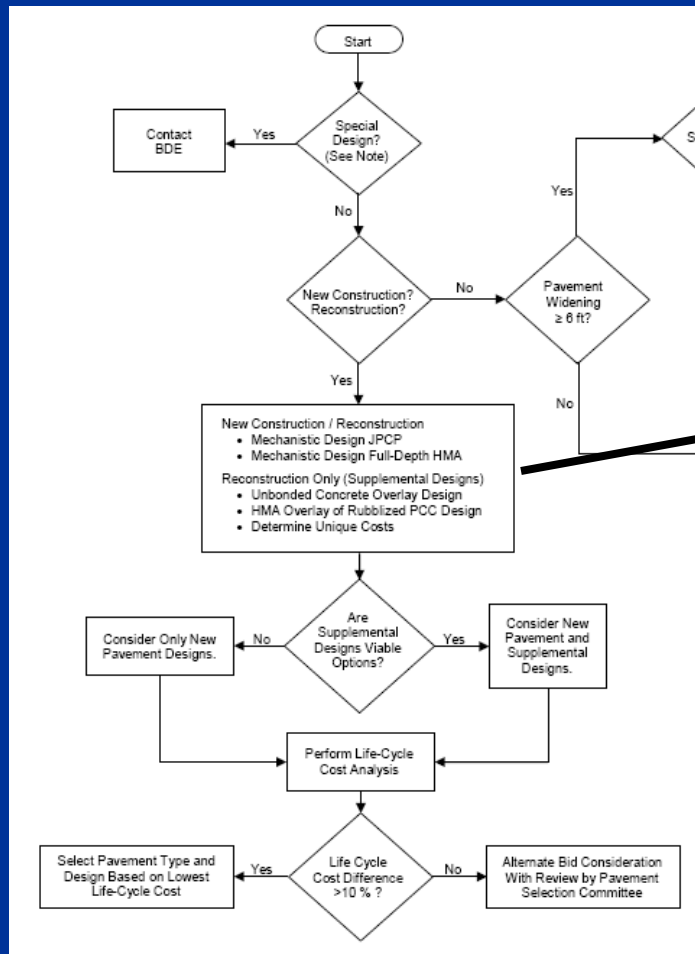 Start
Special
Design?
(See Note)
Yes
Contact
BDE
No
New Construction?
Reconstruction?
No
Pavement
Widening
≥ 6 ft?
Yes
S
No
Yes
New Construction / Reconstruction
• Mechanistic Design JPCP
• Mechanistic Design Full-Depth HMA
Reconstruction Only (Supplemental Designs)
• Unbonded Concrete Overlay Design
• HMA Overlay of Rubblized PCC Design
• Determine Unique Costs
Are
Supplemental
Designs Viable
Options?
No
Consider Only New
Pavement Designs.
Yes
Consider New
Pavement and
Supplemental
Designs.
Perform Life-Cycle
Cost Analysis
Life Cycle
Cost Difference
>10 % ?
Yes
Select Pavement Type and
Design Based on Lowest
Life-Cycle Cost
No
Alternate Bid Consideration
With Review by Pavement
Selection Committee